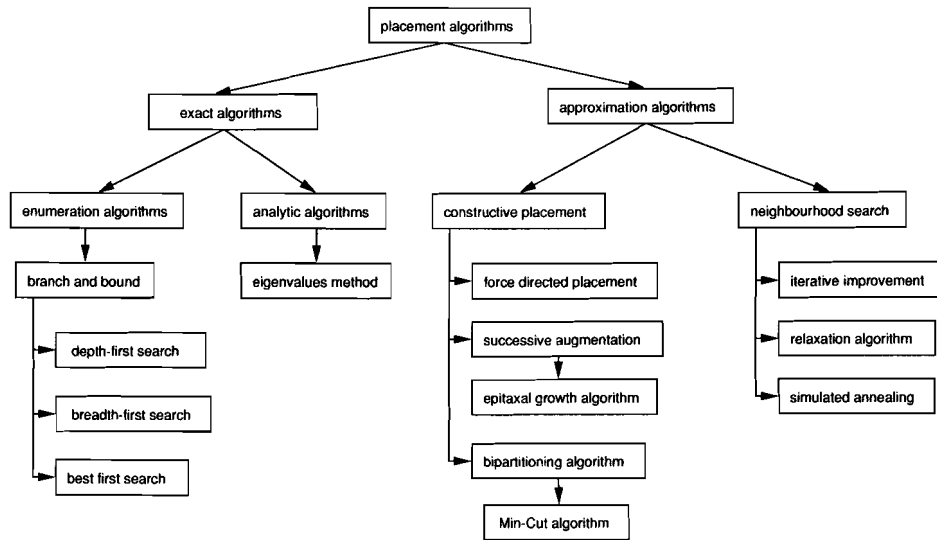 placement algorithms
exact algorithms
approximation algorithms
enumeration algorithms
analytic algorithms
constructive placement
neighbourhood search
branch and bound
eigenvalues method
force directed placement
iterative improvement
depth-first search
successive augmentation
relaxation algorithm
breadth-first search
epitaxal growth algorithm
simulated annealing
best first search
bipartitioning algorithm
Min-Cut algorithm